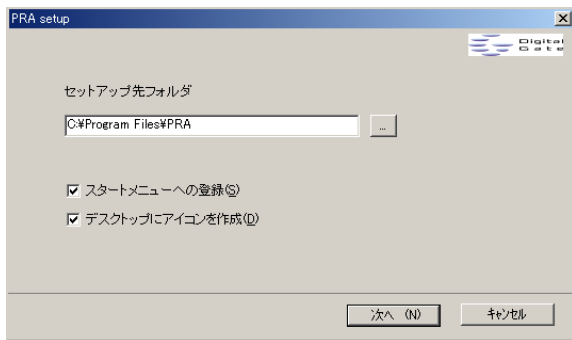 PRA setup
Digital
Gate
セットアップ先フォルダ
C:¥Program Files¥PRA
...
スタートメニューへの登録(S)
デスクトップにアイコンを作成(D)
次へ (N)
キャンセル